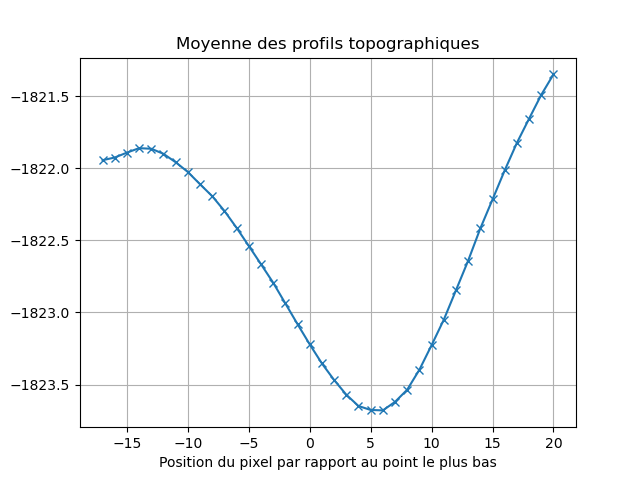 Moyenne des profils topographiques
−1821.5
−1822.0
−1822.5
−1823.0
−1823.5
−15 −10 −5 0 5 10 15 20
Position du pixel par rapport au point le plus bas